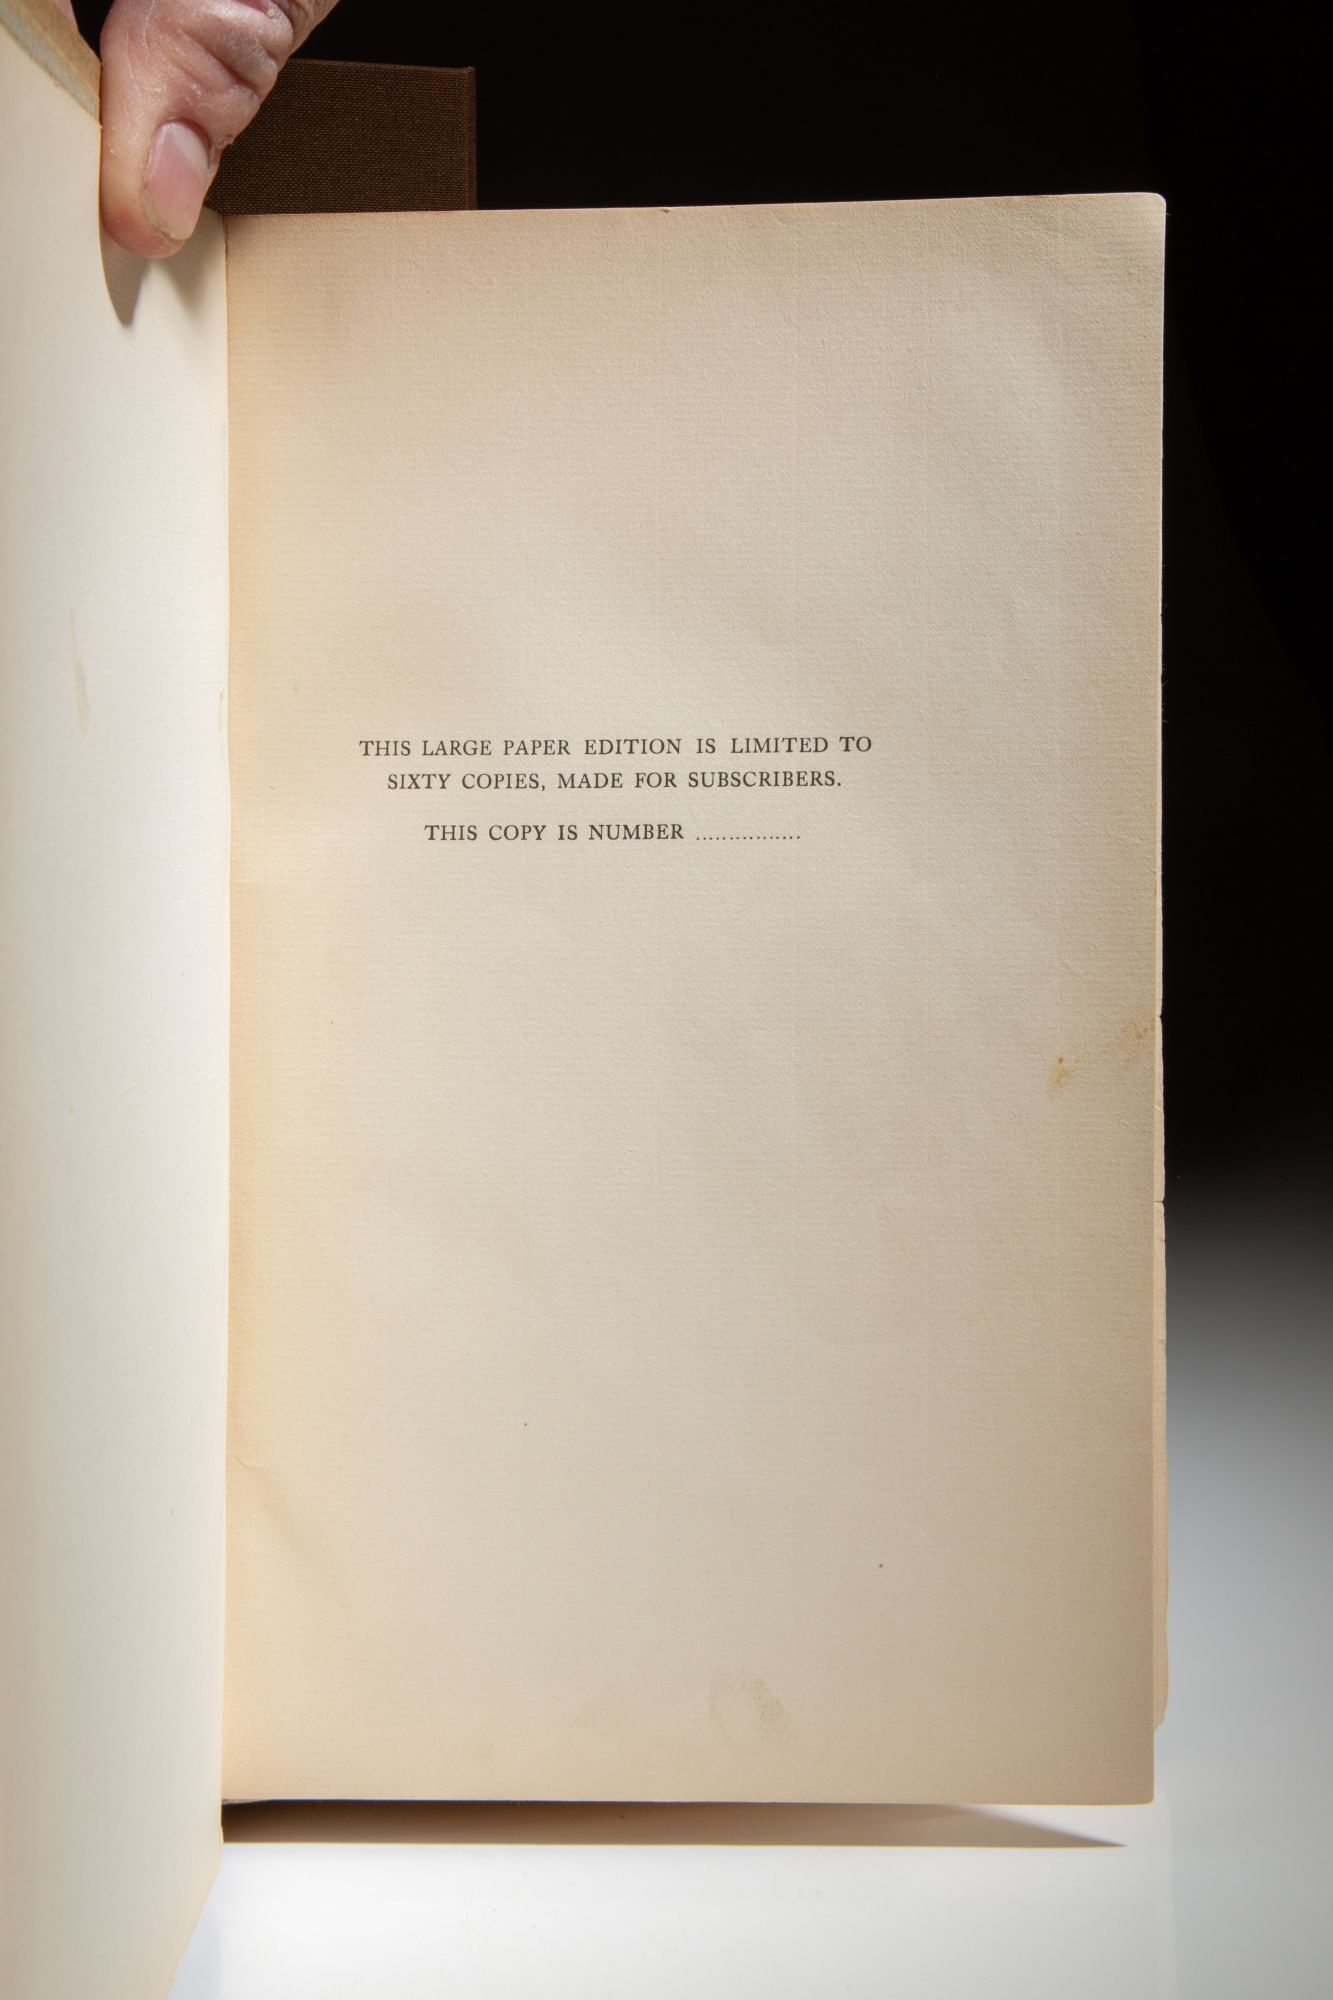 THIS LARGE PAPER EDITION IS LIMITED TO
SIXTY COPIES, MADE FOR SUBSCRIBERS.
THIS COPY IS NUMBER ................